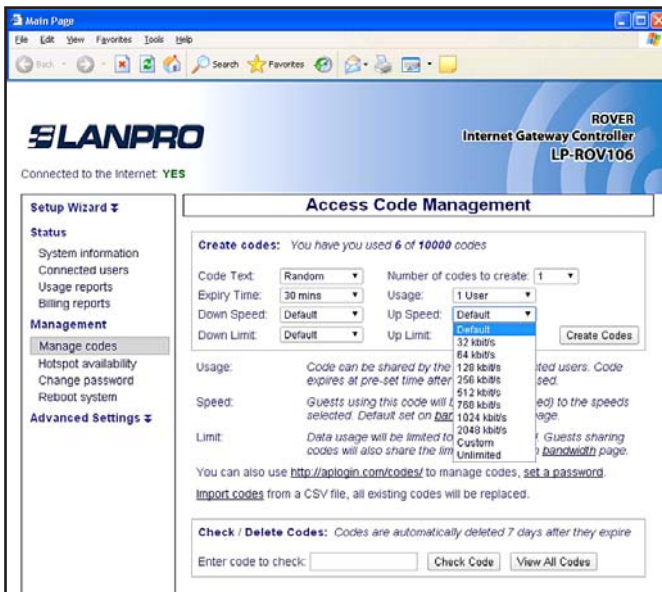 Main Page
File Edit View Favorites Tools Help
Back Search Favorites
LANPRO
ROVER
Internet Gateway Controller
LP-ROV106
Connected to the Internet: YES
Setup Wizard
Status
System information
Connected users
Usage reports
Billing reports
Management
Manage codes
Hotspot availability
Change password
Reboot system
Advanced Settings
Access Code Management
Create codes: You have you used 6 of 10000 codes
Code Text: Random Number of codes to create: 1
Expiry Time: 30 mins Usage: 1 User
Down Speed: Default Up Speed: Default
Down Limit: Default Up Limit: Create Codes
Default
32 kbit/s
64 kbit/s
128 kbit/s
256 kbit/s
512 kbit/s
768 kbit/s
1024 kbit/s
2048 kbit/s
Custom
Unlimited
Usage: Code can be shared by the ted users. Code
expires at pre-set time after sed.
Speed: Guests using this code will ed) to the speeds
selected. Default set on ban age.
Limit: Data usage will be limited to Guests sharing
codes will also share the lim bandwidth page.
You can also use http://aplogin.com/codes/ to manage codes, set a password.
Import codes from a CSV file, all existing codes will be replaced.
Check / Delete Codes: Codes are automatically deleted 7 days after they expire
Enter code to check: Check Code View All Codes